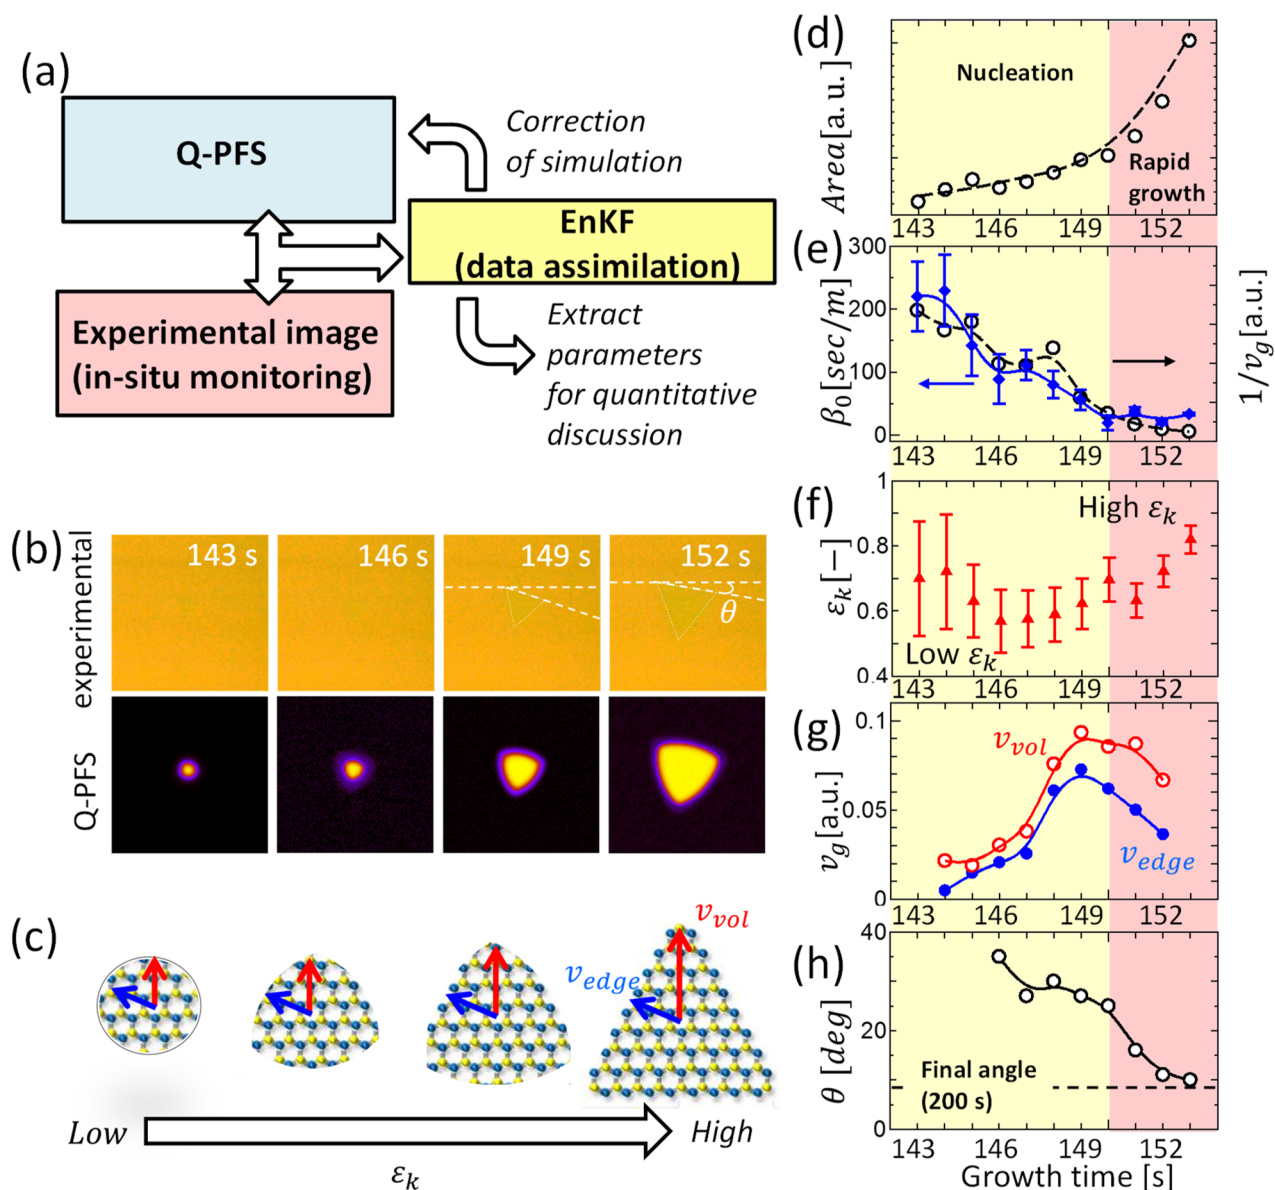 (a)
Q-PFS
Correction
of simulation
EnKF
(data assimilation)
Experimental image
(in-situ monitoring)
Extract
parameters
for quantitative
discussion
(b)
experimental
143 s
146 s
149 s
152 s
θ
Q-PFS
(c)
v_vol
v_edge
Low
High
ε_k
(d)
Area[a. u.]
Nucleation
Rapid
growth
143
146
149
152
(e)
β_0[sec/m]
300
200
100
0
1/v_g[a.u.]
143
146
149
152
(f)
ε_k[−]
1
0.8
0.6
0.4
High ε_k
Low ε_k
143
146
149
152
(g)
v_g[a.u.]
0.1
0.05
0
v_vol
v_edge
143
146
149
152
(h)
θ [deg]
40
20
0
Final angle
(200 s)
143
146
149
152
Growth time [s]